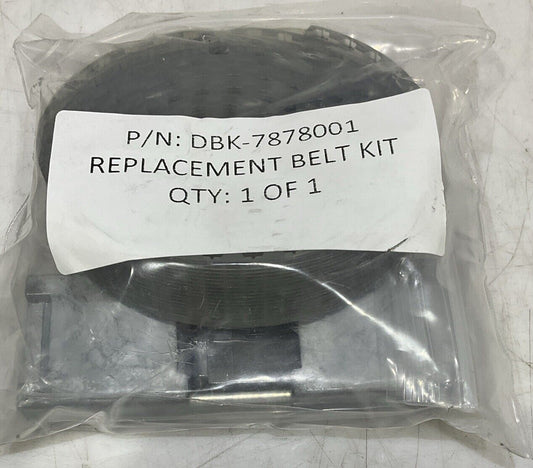 P/N: DBK-7878001
REPLACEMENT BELT KIT
QTY: 1 OF 1